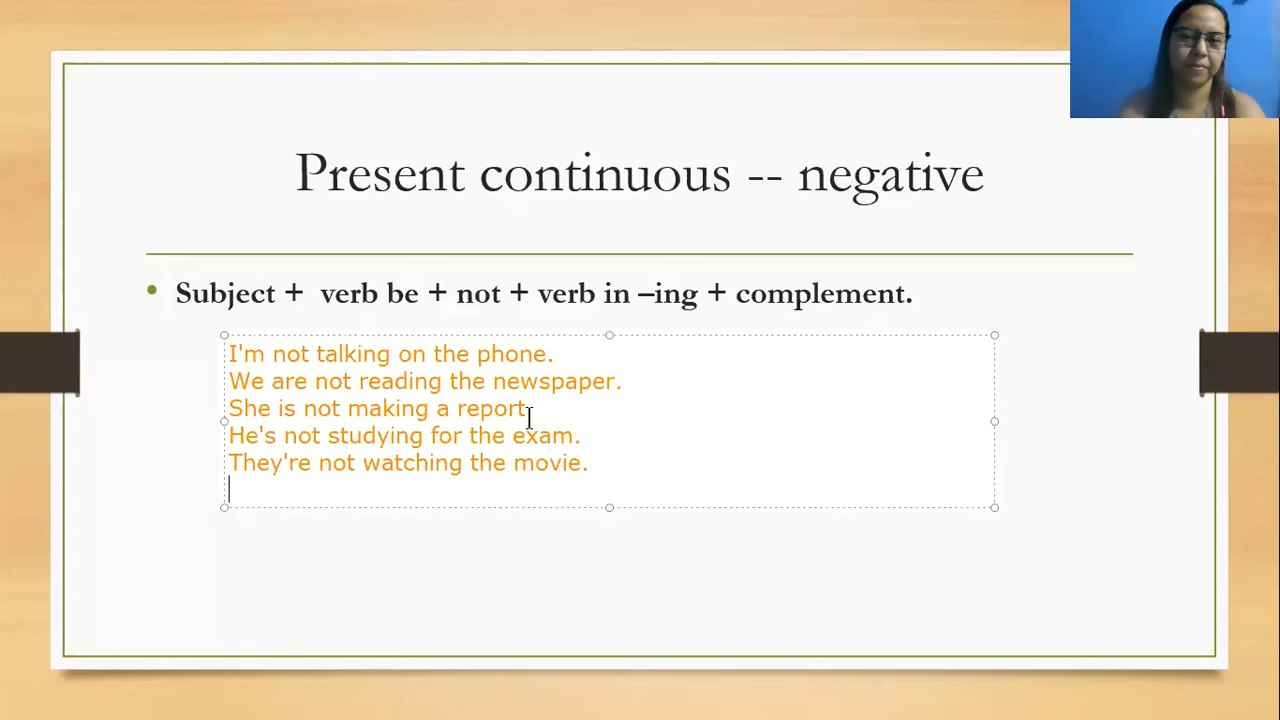 Present continuous -- negative
• Subject +  verb be + not + verb in –ing + complement.
I'm not talking on the phone.
We are not reading the newspaper.
She is not making a report.
He's not studying for the exam.
They're not watching the movie.